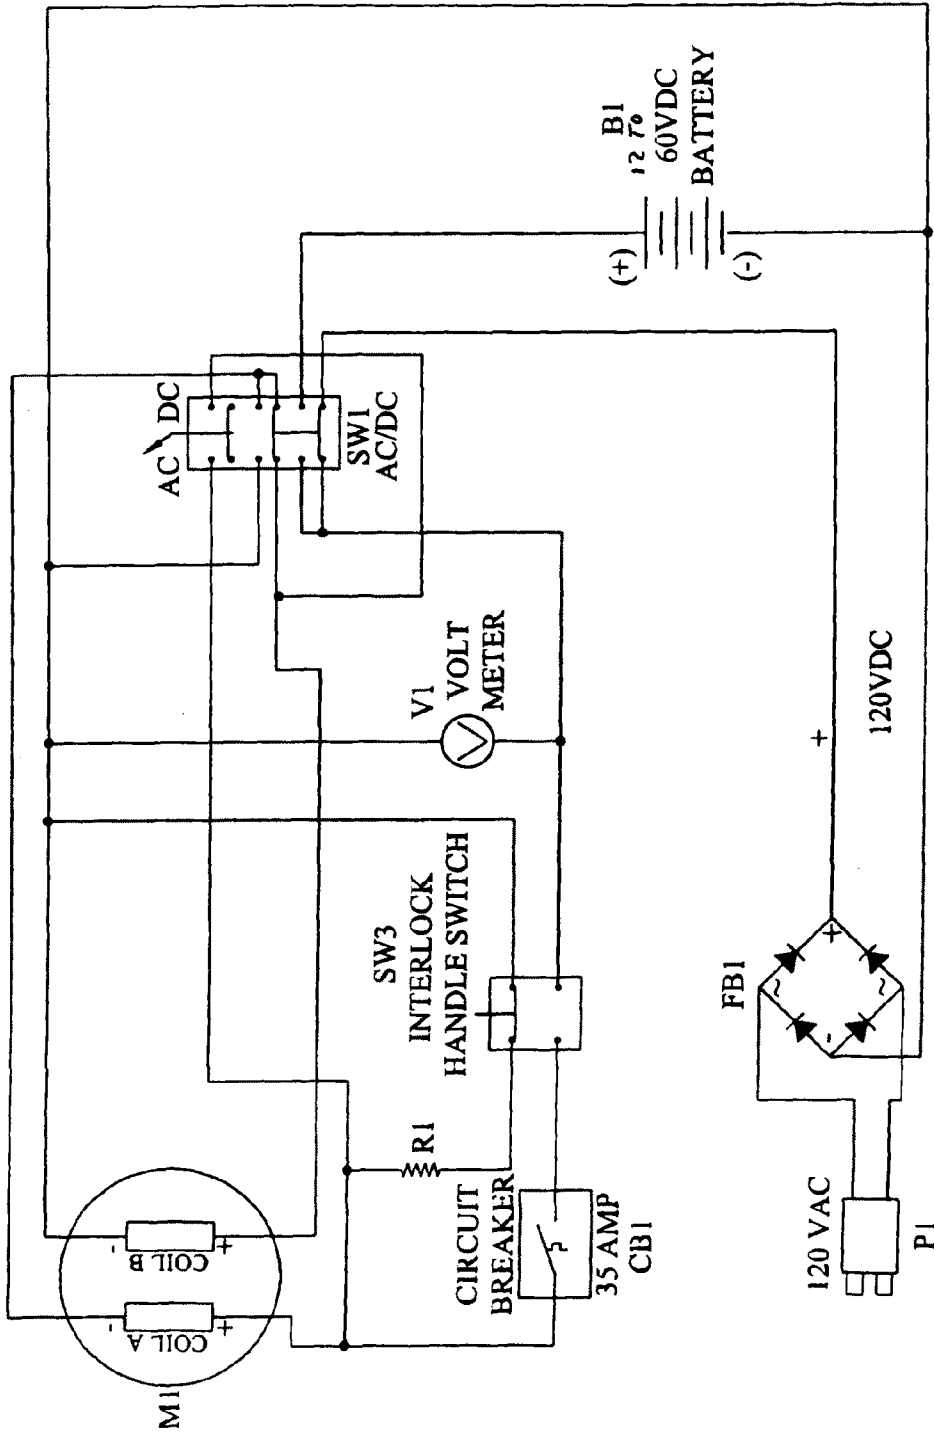 B1
12 TO
60VDC
BATTERY
(+)
(-)
AC
DC
SW1
AC/DC
V1
VOLT
METER
+
120VDC
SW3
INTERLOCK
HANDLE SWITCH
FB1
+
~
~
-
R1
CIRCUIT
BREAKER
35 AMP
CB1
120 VAC
P1
COIL B
-
+
COIL A
-
+
M1